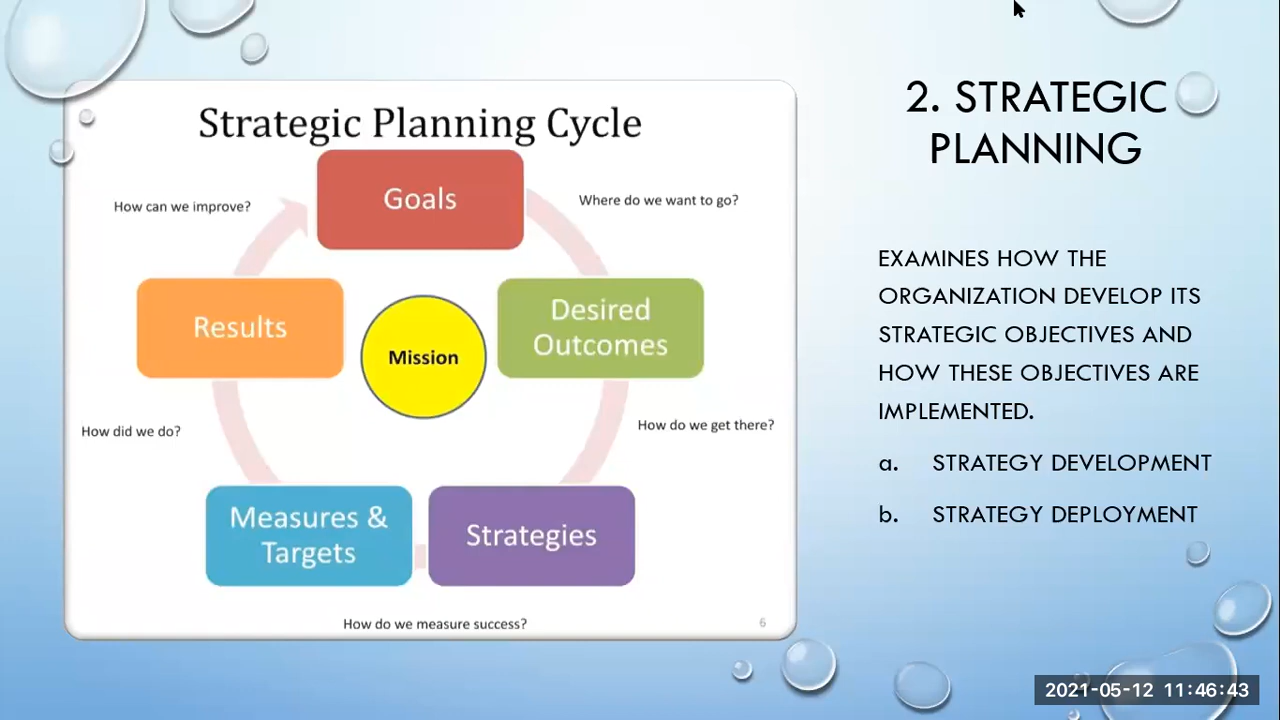 Strategic Planning Cycle
Goals
How can we improve?
Where do we want to go?
Results
Mission
Desired
Outcomes
How did we do?
How do we get there?
Measures &
Targets
Strategies
How do we measure success?
6
2. STRATEGIC
PLANNING
EXAMINES HOW THE
ORGANIZATION DEVELOP ITS
STRATEGIC OBJECTIVES AND
HOW THESE OBJECTIVES ARE
IMPLEMENTED.
a. STRATEGY DEVELOPMENT
b. STRATEGY DEPLOYMENT
2021-05-12 11:46:43